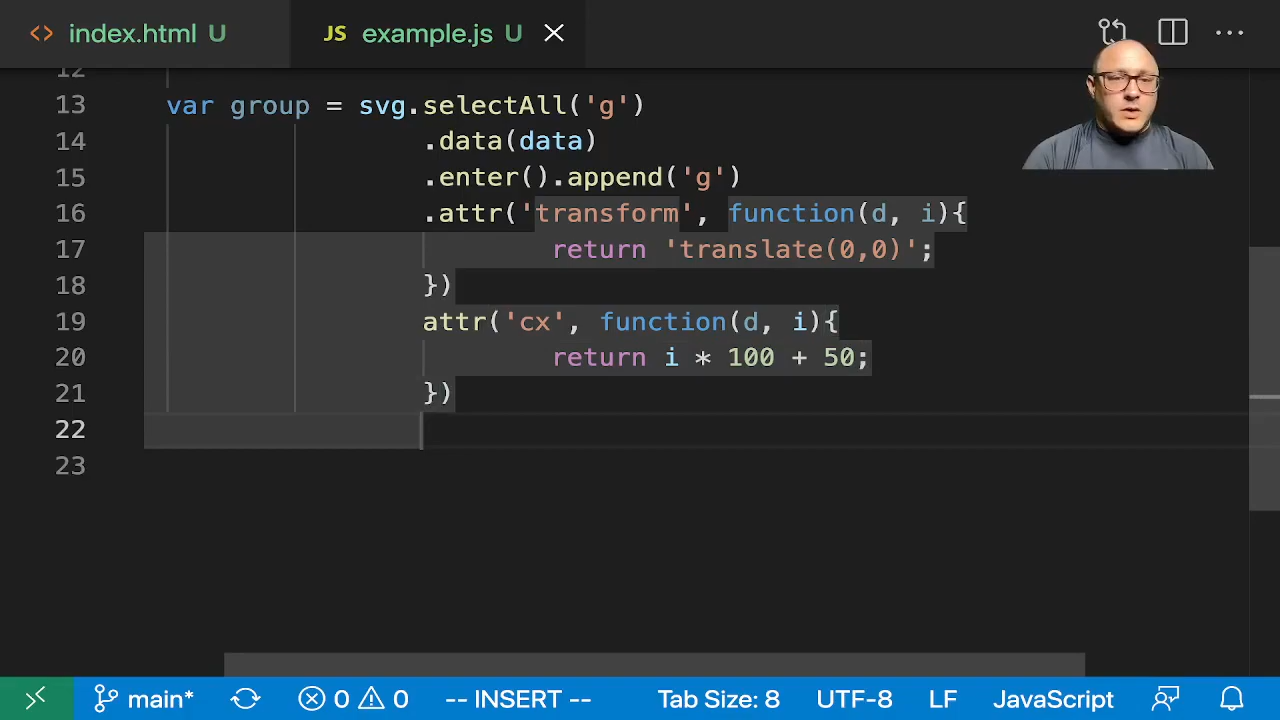 index.html U
JS example.js U
12
13 var group = svg.selectAll('g')
14 .data(data)
15 .enter().append('g')
16 .attr('transform', function(d, i){
17 return 'translate(0,0)';
18 })
19 attr('cx', function(d, i){
20 return i * 100 + 50;
21 })
22
23
main* 0 0 -- INSERT -- Tab Size: 8 UTF-8 LF JavaScript